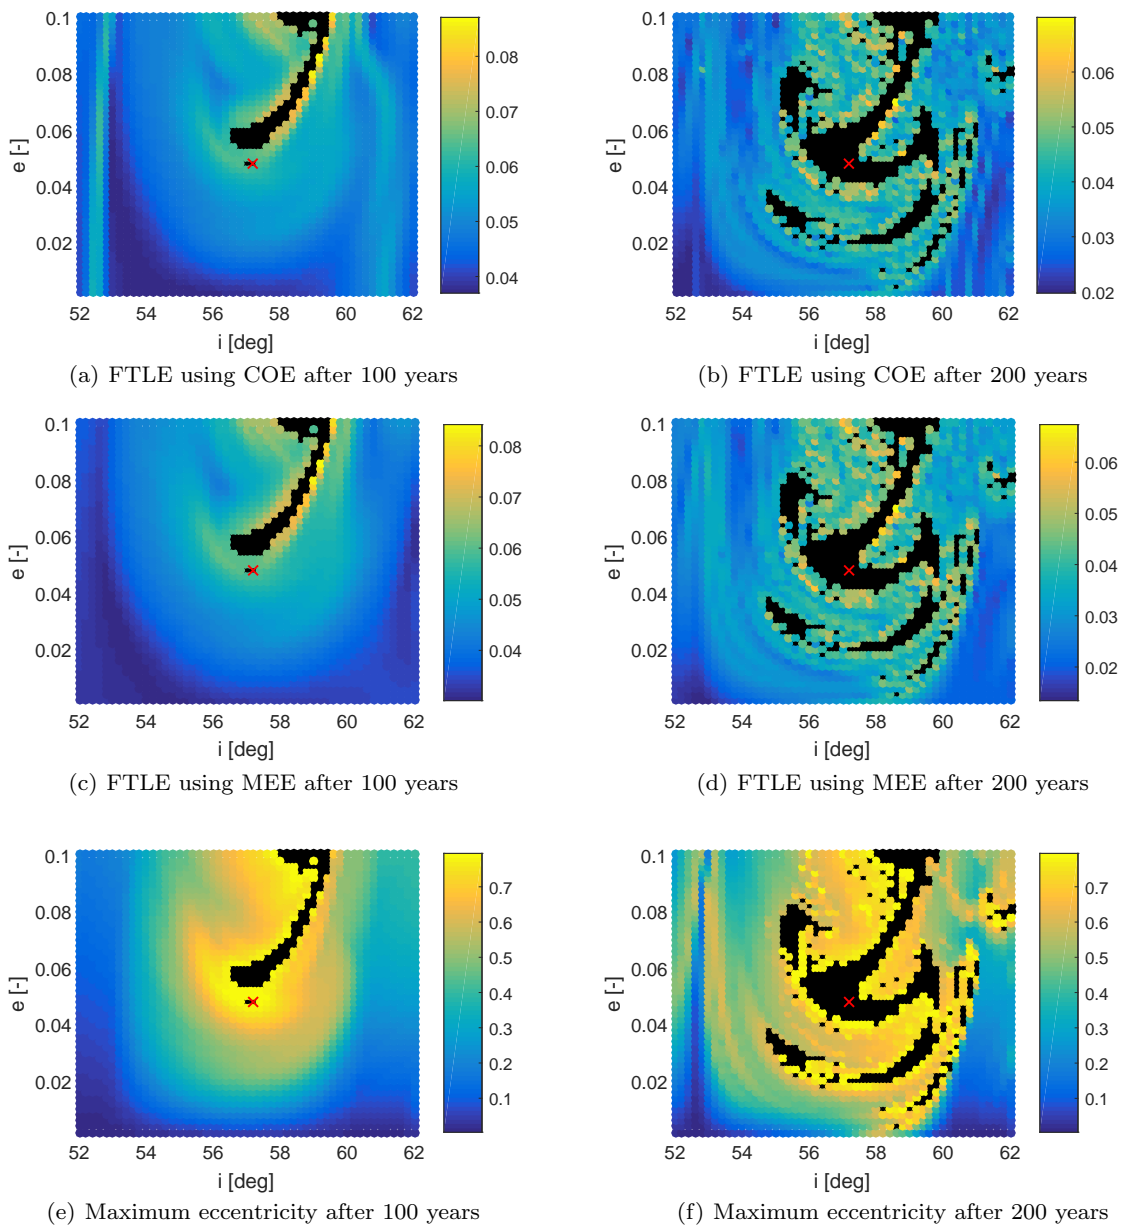 0.1
0.08
0.06
0.04
0.02
e [-]
52 54 56 58 60 62
i [deg]
0.08
0.07
0.06
0.05
0.04
(a) FTLE using COE after 100 years
0.1
0.08
0.06
0.04
0.02
e [-]
52 54 56 58 60 62
i [deg]
0.06
0.05
0.04
0.03
0.02
(b) FTLE using COE after 200 years
0.1
0.08
0.06
0.04
0.02
e [-]
52 54 56 58 60 62
i [deg]
0.08
0.07
0.06
0.05
0.04
(c) FTLE using MEE after 100 years
0.1
0.08
0.06
0.04
0.02
e [-]
52 54 56 58 60 62
i [deg]
0.06
0.05
0.04
0.03
0.02
(d) FTLE using MEE after 200 years
0.1
0.08
0.06
0.04
0.02
e [-]
52 54 56 58 60 62
i [deg]
0.7
0.6
0.5
0.4
0.3
0.2
0.1
(e) Maximum eccentricity after 100 years
0.1
0.08
0.06
0.04
0.02
e [-]
52 54 56 58 60 62
i [deg]
0.7
0.6
0.5
0.4
0.3
0.2
0.1
(f) Maximum eccentricity after 200 years